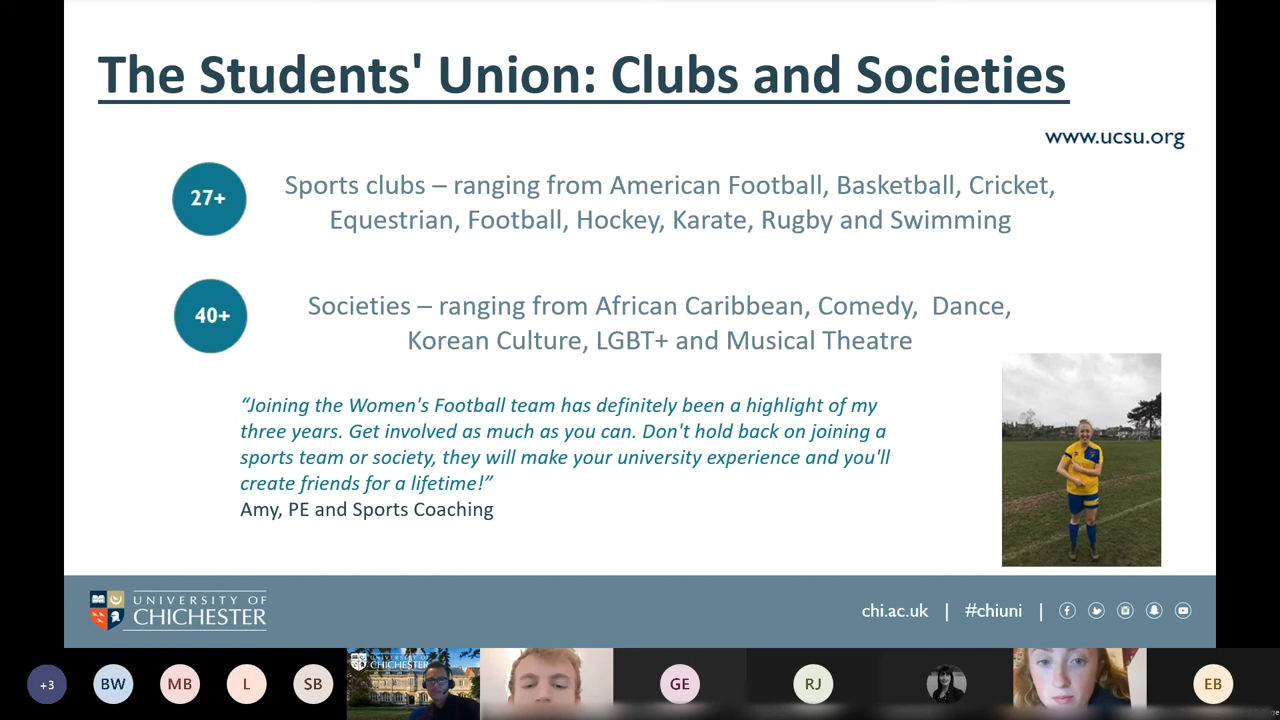 The Students' Union: Clubs and Societies
www.ucsu.org
27+
Sports clubs – ranging from American Football, Basketball, Cricket,
Equestrian, Football, Hockey, Karate, Rugby and Swimming
40+
Societies – ranging from African Caribbean, Comedy, Dance,
Korean Culture, LGBT+ and Musical Theatre
“Joining the Women's Football team has definitely been a highlight of my
three years. Get involved as much as you can. Don't hold back on joining a
sports team or society, they will make your university experience and you'll
create friends for a lifetime!”
Amy, PE and Sports Coaching
UNIVERSITY OF
CHICHESTER
chi.ac.uk | #chiuni |
+3
BW
MB
L
SB
UNIVERSITY OF
CHICHESTER
GE
RJ
EB